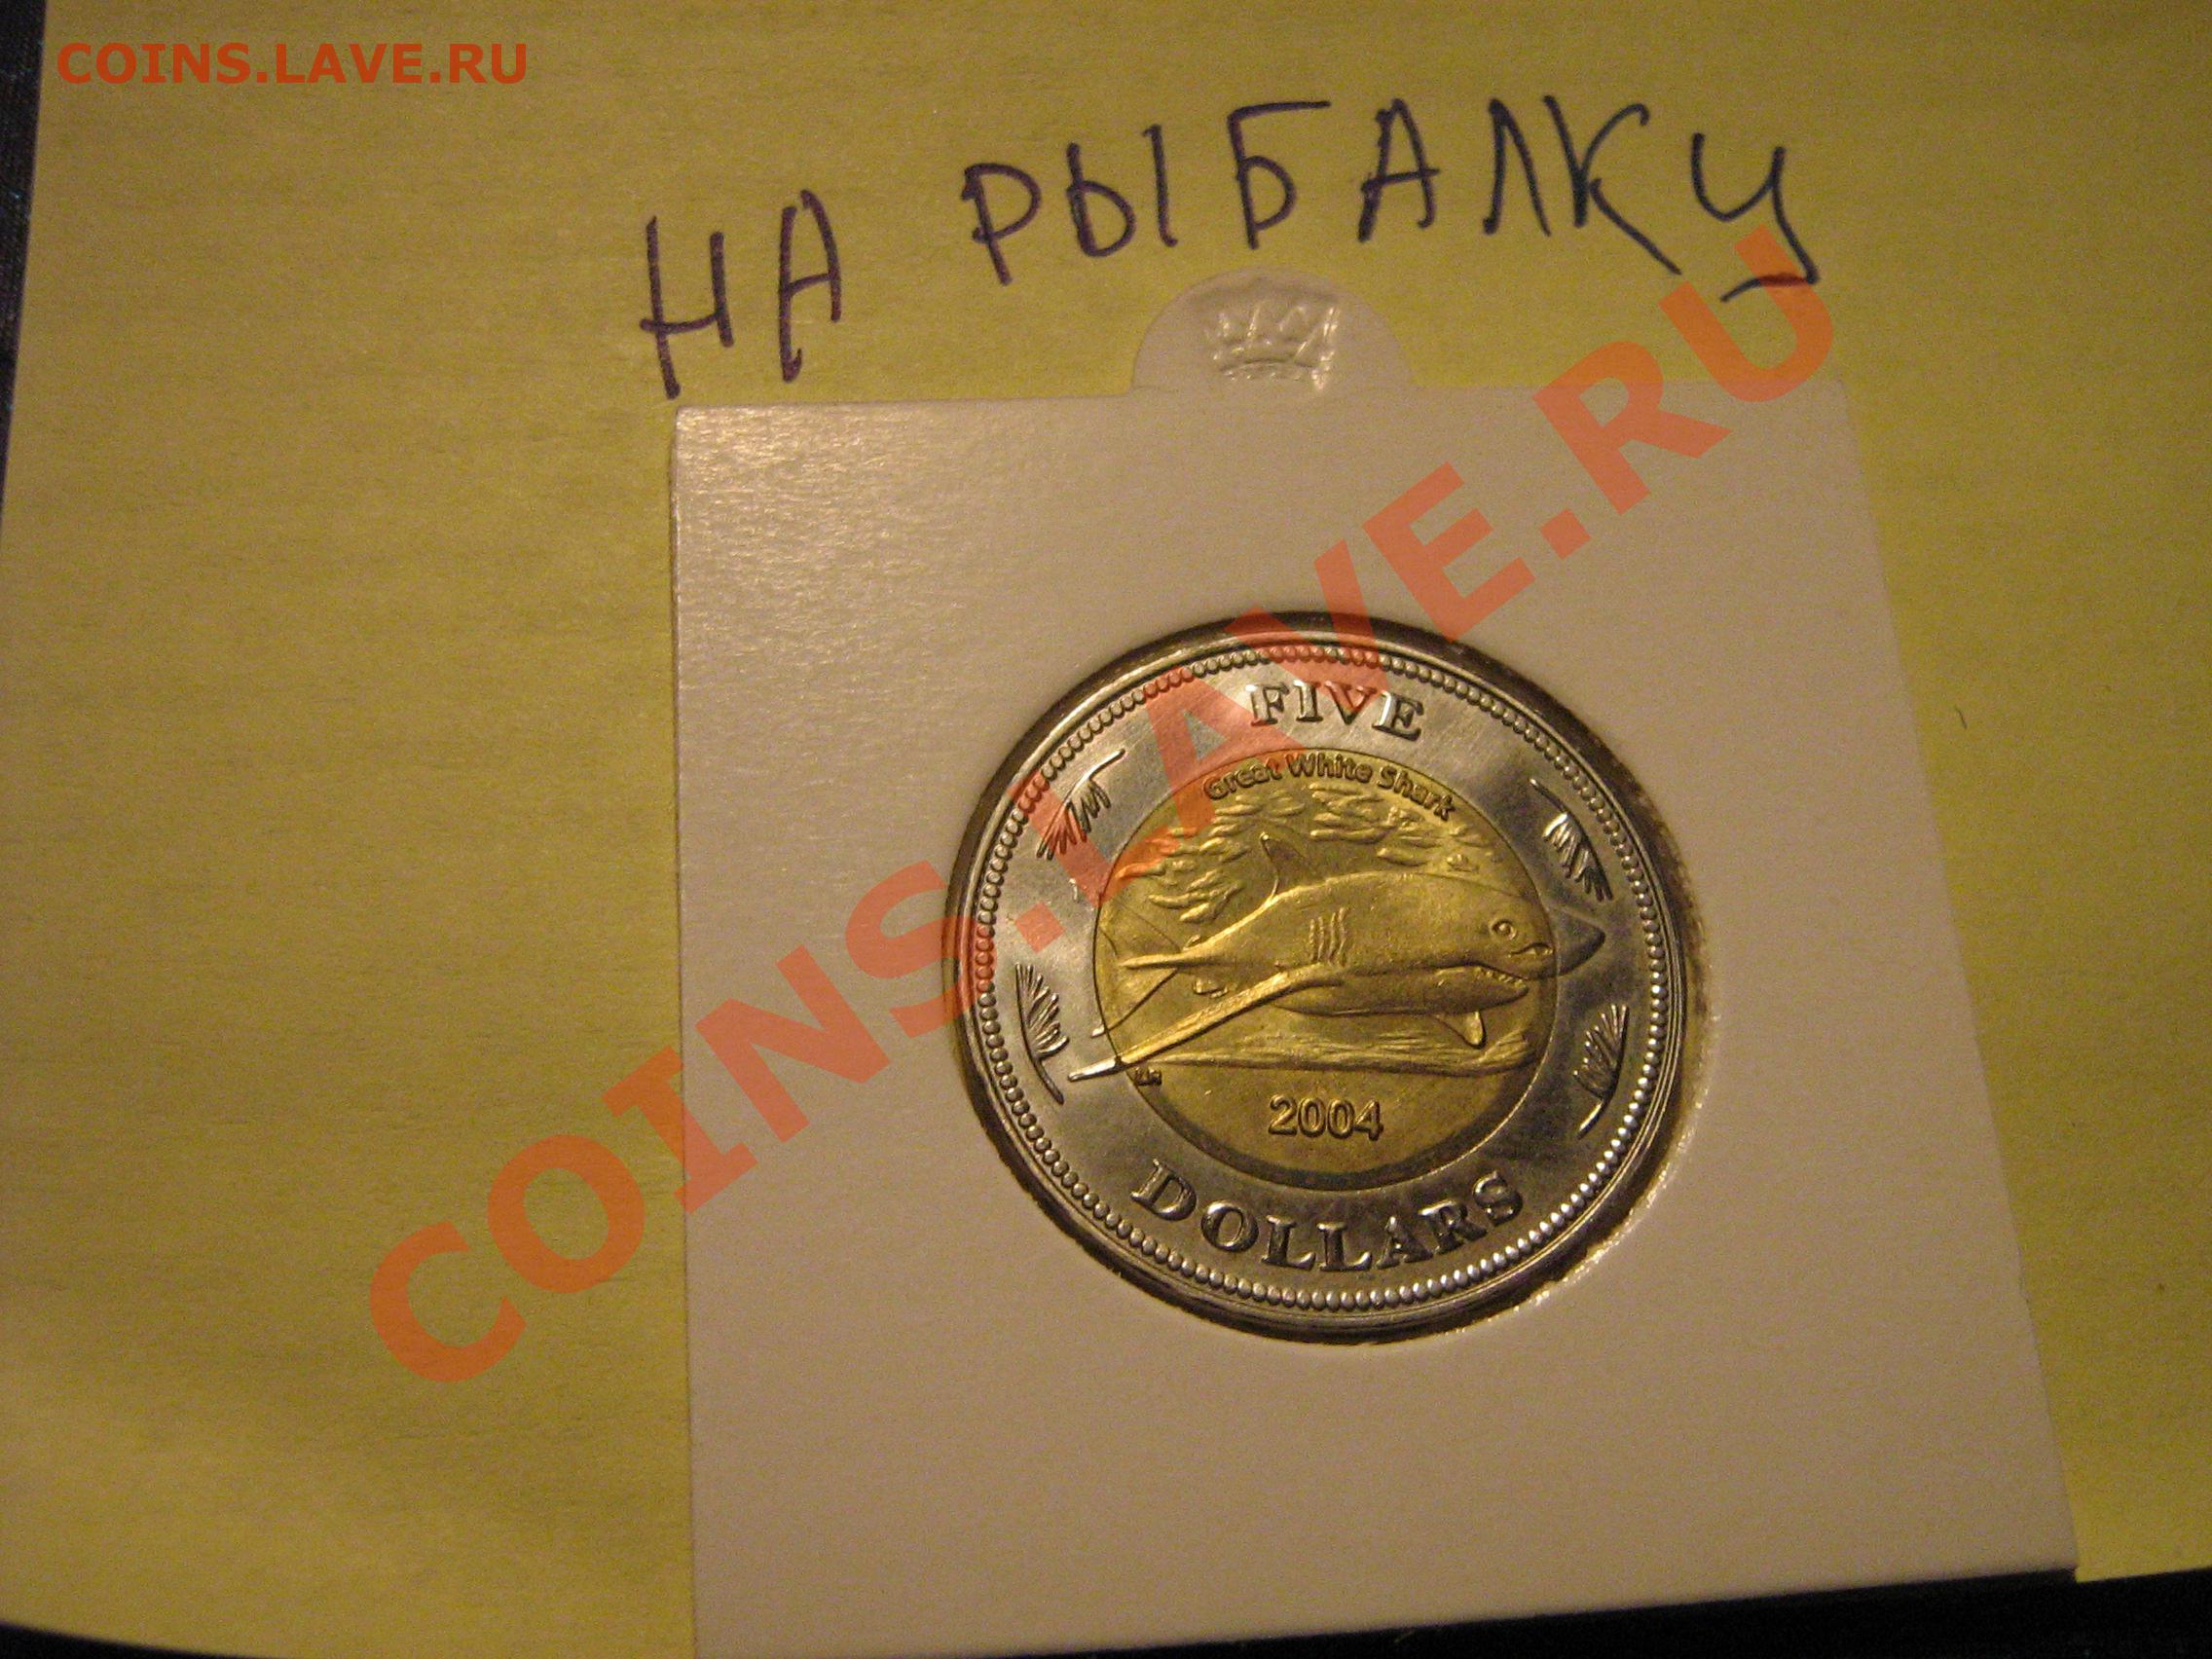 COINS.LAVE.RU
НА РЫБАЛКУ
COINS.LAVE.RU
FIVE
Great White Shark
2004
DOLLARS